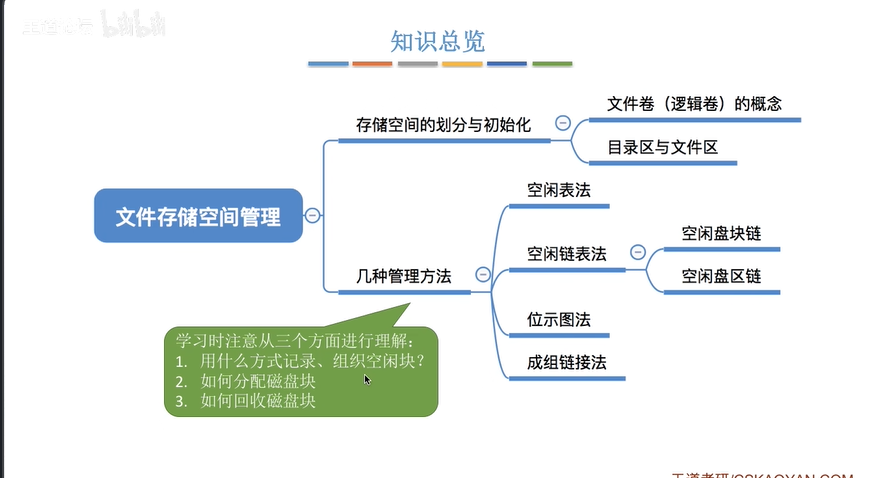 知识总览
文件存储空间管理
存储空间的划分与初始化
文件卷（逻辑卷）的概念
目录区与文件区
几种管理方法
空闲表法
空闲链表法
空闲盘块链
空闲盘区链
位示图法
成组链接法
学习时注意从三个方面进行理解：
1. 用什么方式记录、组织空闲块？
2. 如何分配磁盘块
3. 如何回收磁盘块
王道考研/CSKAOYAN.COM